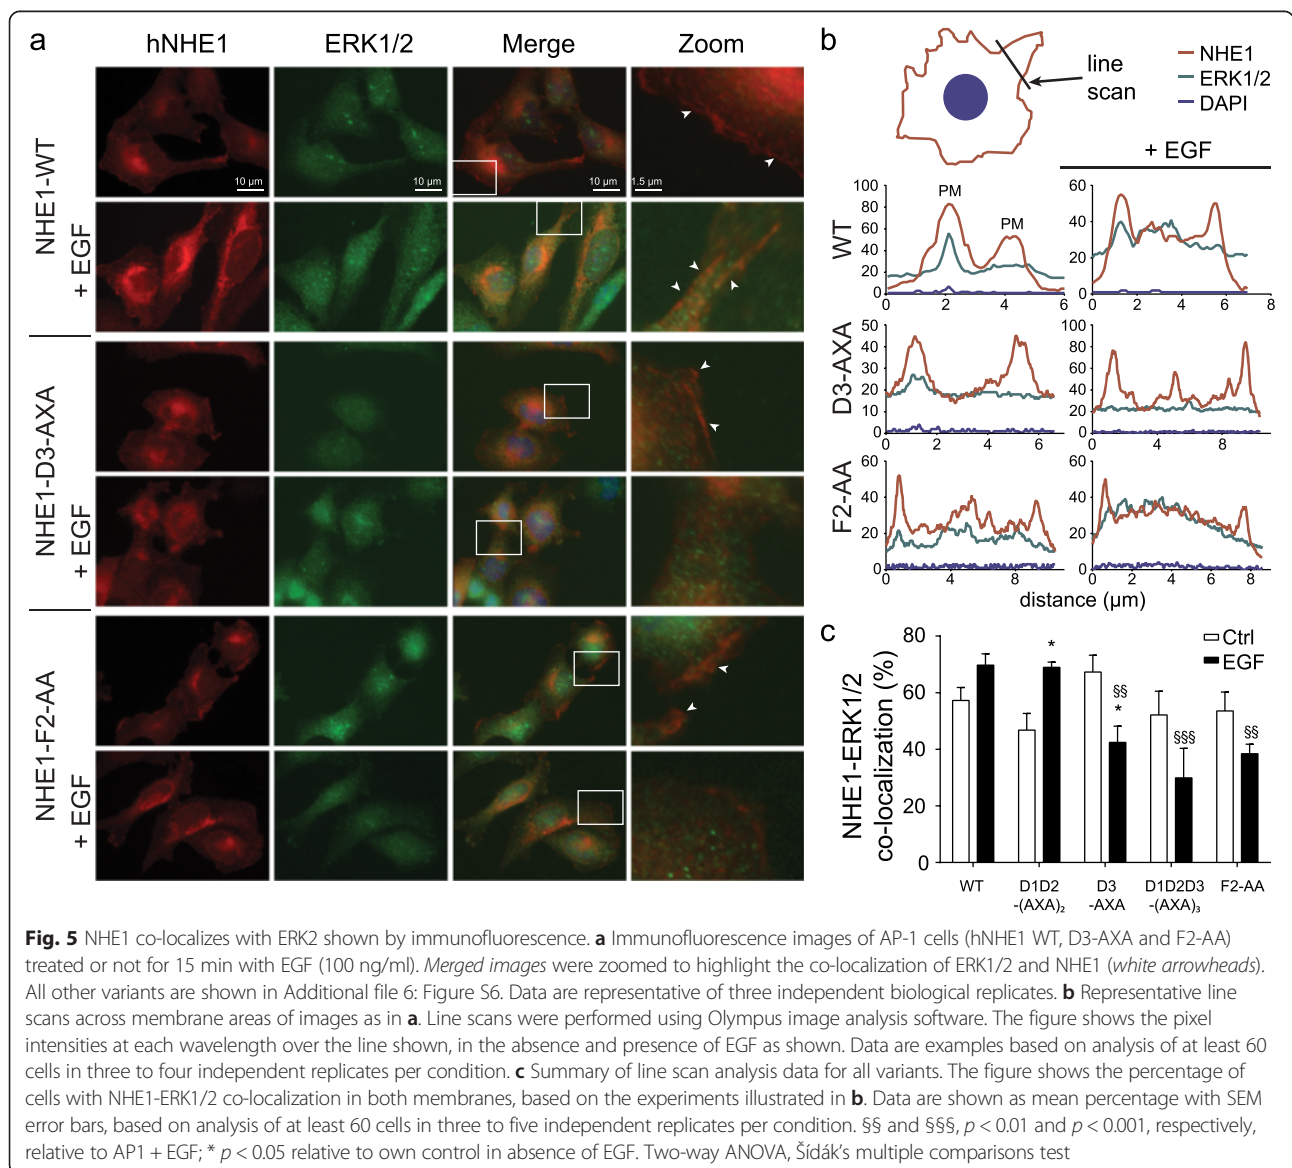 a
hNHE1
ERK1/2
Merge
Zoom
NHE1-WT
+ EGF
10 µm
10 µm
10 µm
1.5 µm
NHE1-D3-AXA
+ EGF
NHE1-F2-AA
+ EGF
b
line
scan
NHE1
ERK1/2
DAPI
+ EGF
WT
100
80
60
40
20
0
PM
PM
0 2 4 6
60
40
20
0
0 2 4 6 8
D3-AXA
50
40
30
20
10
0
0 2 4 6
100
80
60
40
20
0
0 4 8
F2-AA
60
40
20
0
0 4 8
60
40
20
0
0 2 4 6 8
distance (µm)
c
NHE1-ERK1/2
co-localization (%)
80
60
40
20
0
Ctrl
EGF
*
§§
*
§§§
§§
WT
D1D2
-(AXA)₂
D3
-AXA
D1D2D3
-(AXA)₃
F2-AA
Fig. 5 NHE1 co-localizes with ERK2 shown by immunofluorescence. a Immunofluorescence images of AP-1 cells (hNHE1 WT, D3-AXA and F2-AA)
treated or not for 15 min with EGF (100 ng/ml). Merged images were zoomed to highlight the co-localization of ERK1/2 and NHE1 (white arrowheads).
All other variants are shown in Additional file 6: Figure S6. Data are representative of three independent biological replicates. b Representative line
scans across membrane areas of images as in a. Line scans were performed using Olympus image analysis software. The figure shows the pixel
intensities at each wavelength over the line shown, in the absence and presence of EGF as shown. Data are examples based on analysis of at least 60
cells in three to four independent replicates per condition. c Summary of line scan analysis data for all variants. The figure shows the percentage of
cells with NHE1-ERK1/2 co-localization in both membranes, based on the experiments illustrated in b. Data are shown as mean percentage with SEM
error bars, based on analysis of at least 60 cells in three to five independent replicates per condition. §§ and §§§, p < 0.01 and p < 0.001, respectively,
relative to AP1 + EGF; * p < 0.05 relative to own control in absence of EGF. Two-way ANOVA, Šídák's multiple comparisons test